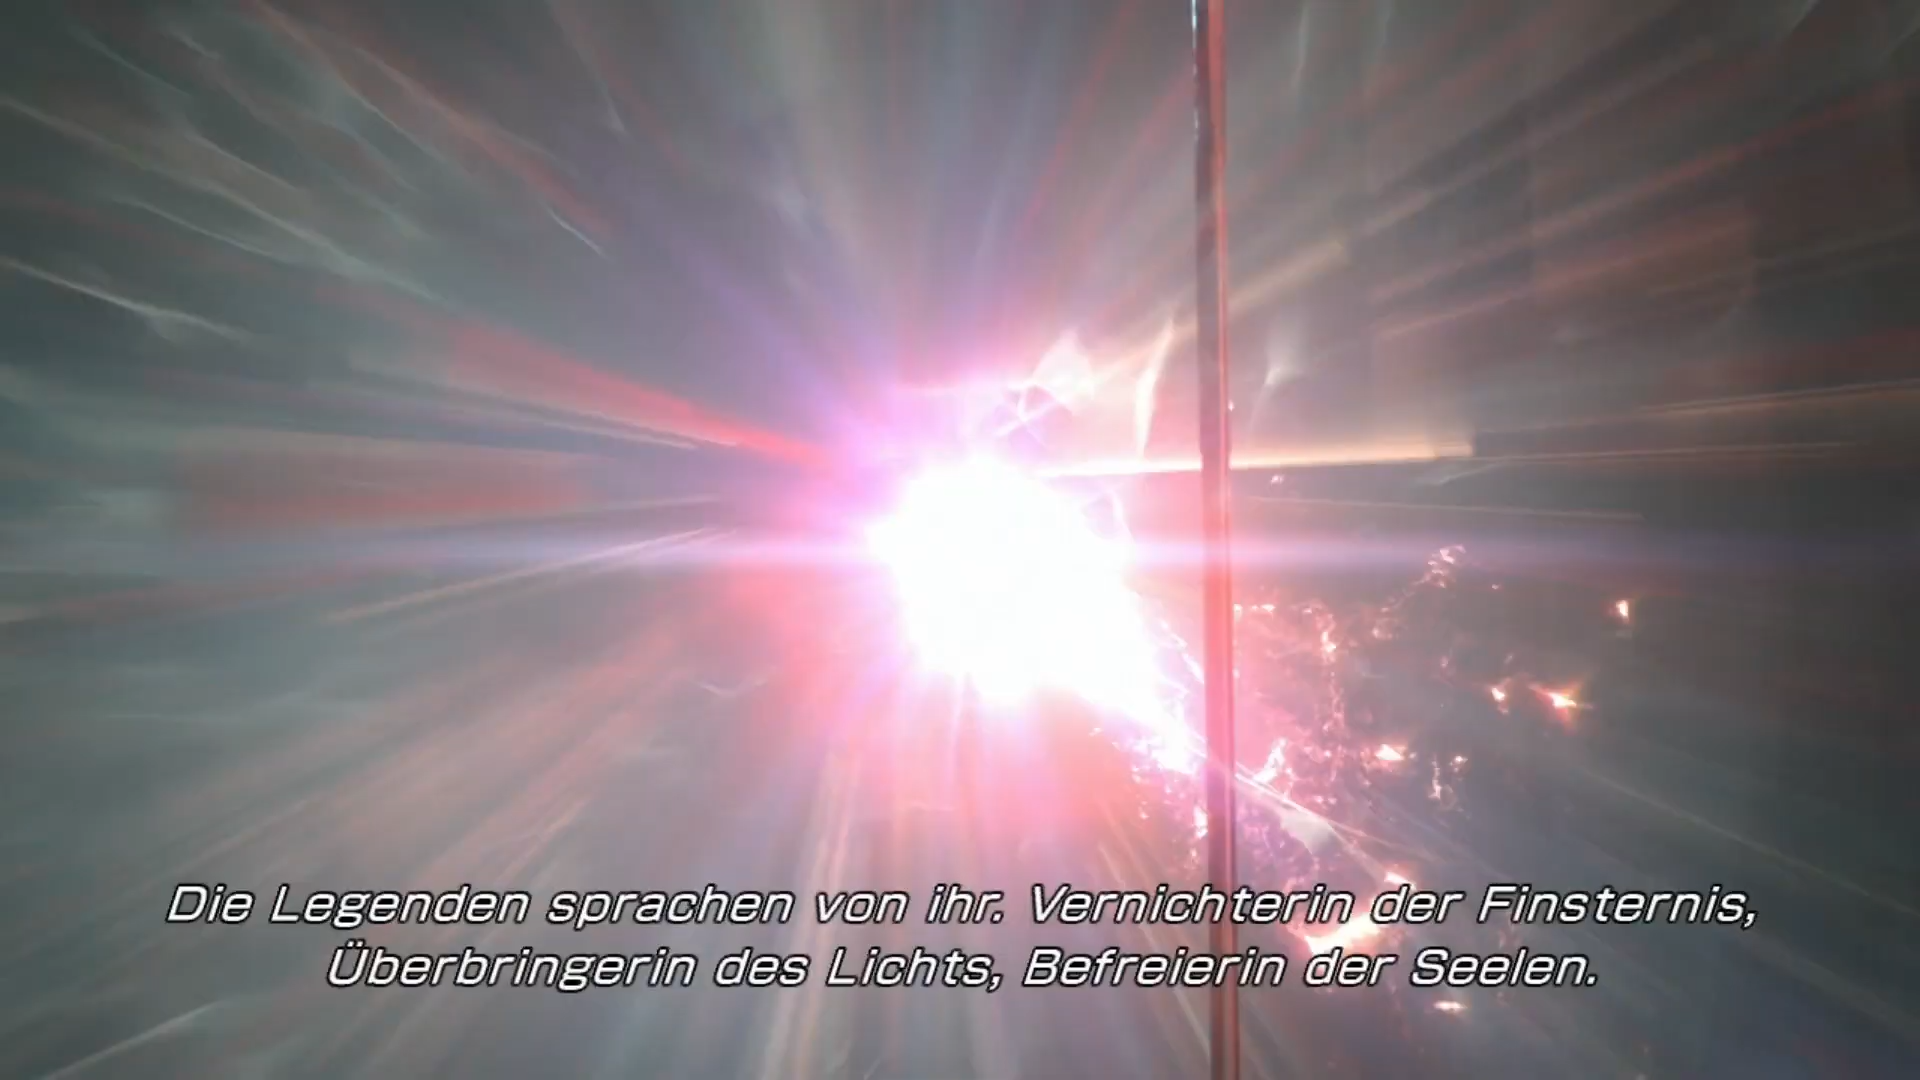 Die Legenden sprachen von ihr. Vernichterin der Finsternis,
Überbringerin des Lichts, Befreierin der Seelen.